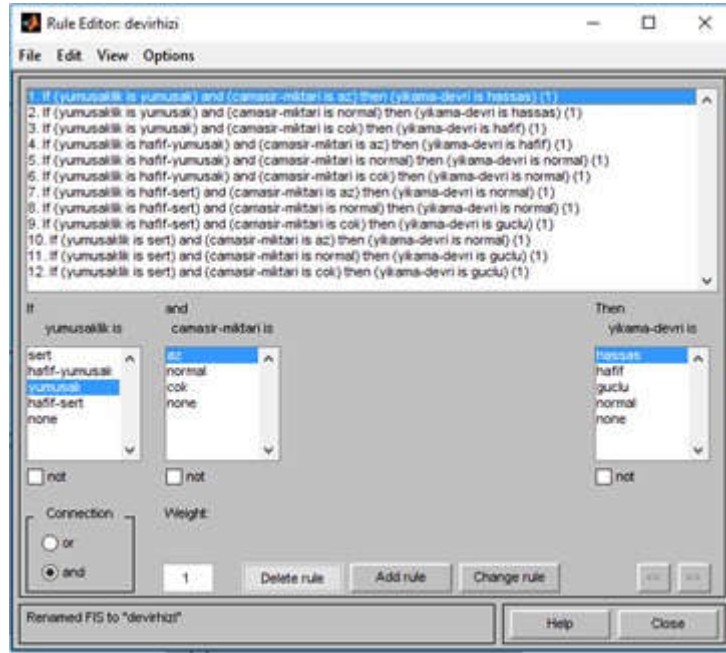 Rule Editor: devirhizi
File Edit View Options
1. If (yumusaklik is yumusak) and (camasir-miktari is az) then (yikama-devri is hassas) (1)
2. If (yumusaklik is yumusak) and (camasir-miktari is normal) then (yikama-devri is hassas) (1)
3. If (yumusaklik is yumusak) and (camasir-miktari is cok) then (yikama-devri is hafif) (1)
4. If (yumusaklik is hafif-yumusak) and (camasir-miktari is az) then (yikama-devri is hafif) (1)
5. If (yumusaklik is hafif-yumusak) and (camasir-miktari is normal) then (yikama-devri is normal) (1)
6. If (yumusaklik is hafif-yumusak) and (camasir-miktari is cok) then (yikama-devri is normal) (1)
7. If (yumusaklik is hafif-sert) and (camasir-miktari is az) then (yikama-devri is normal) (1)
8. If (yumusaklik is hafif-sert) and (camasir-miktari is normal) then (yikama-devri is normal) (1)
9. If (yumusaklik is hafif-sert) and (camasir-miktari is cok) then (yikama-devri is guclu) (1)
10. If (yumusaklik is sert) and (camasir-miktari is az) then (yikama-devri is normal) (1)
11. If (yumusaklik is sert) and (camasir-miktari is normal) then (yikama-devri is guclu) (1)
12. If (yumusaklik is sert) and (camasir-miktari is cok) then (yikama-devri is guclu) (1)
If and Then
yumusaklik is camasir-miktari is yikama-devri is
sert az hassas
hafif-yumusak normal hafif
yumusak cok guclu
hafif-sert none normal
none none
not not not
Connection Weight:
or
and 1 Delete rule Add rule Change rule << >>
Renamed FIS to "devirhizi" Help Close